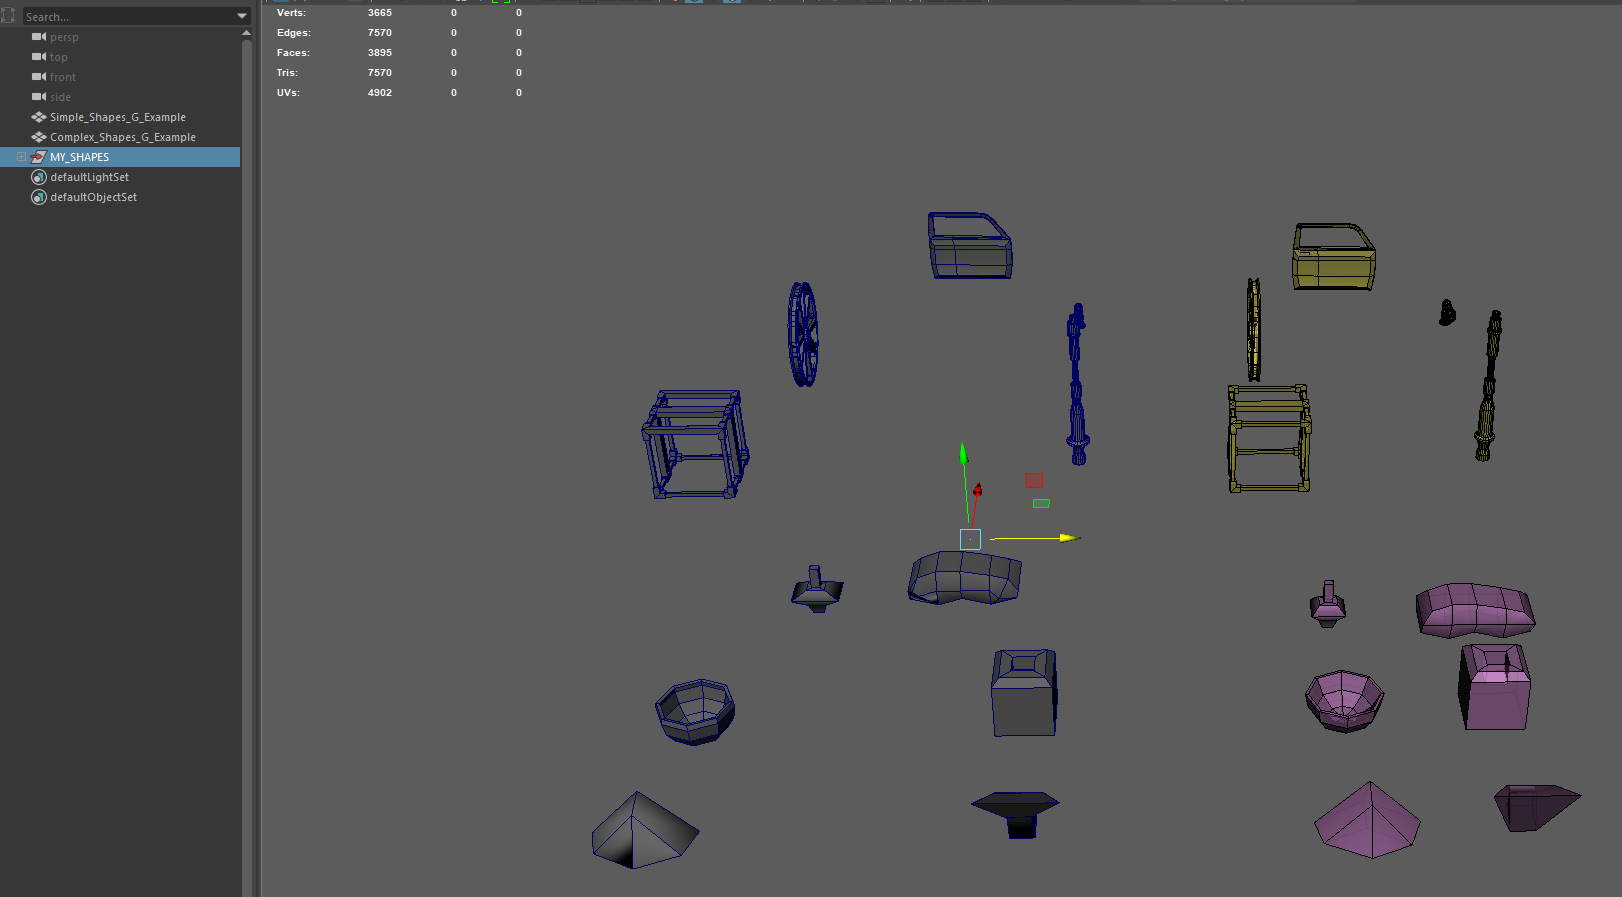 Search...
persp
top
front
side
Simple_Shapes_G_Example
Complex_Shapes_G_Example
MY_SHAPES
defaultLightSet
defaultObjectSet
Verts: 3665 0 0
Edges: 7570 0 0
Faces: 3895 0 0
Tris: 7570 0 0
UVs: 4902 0 0